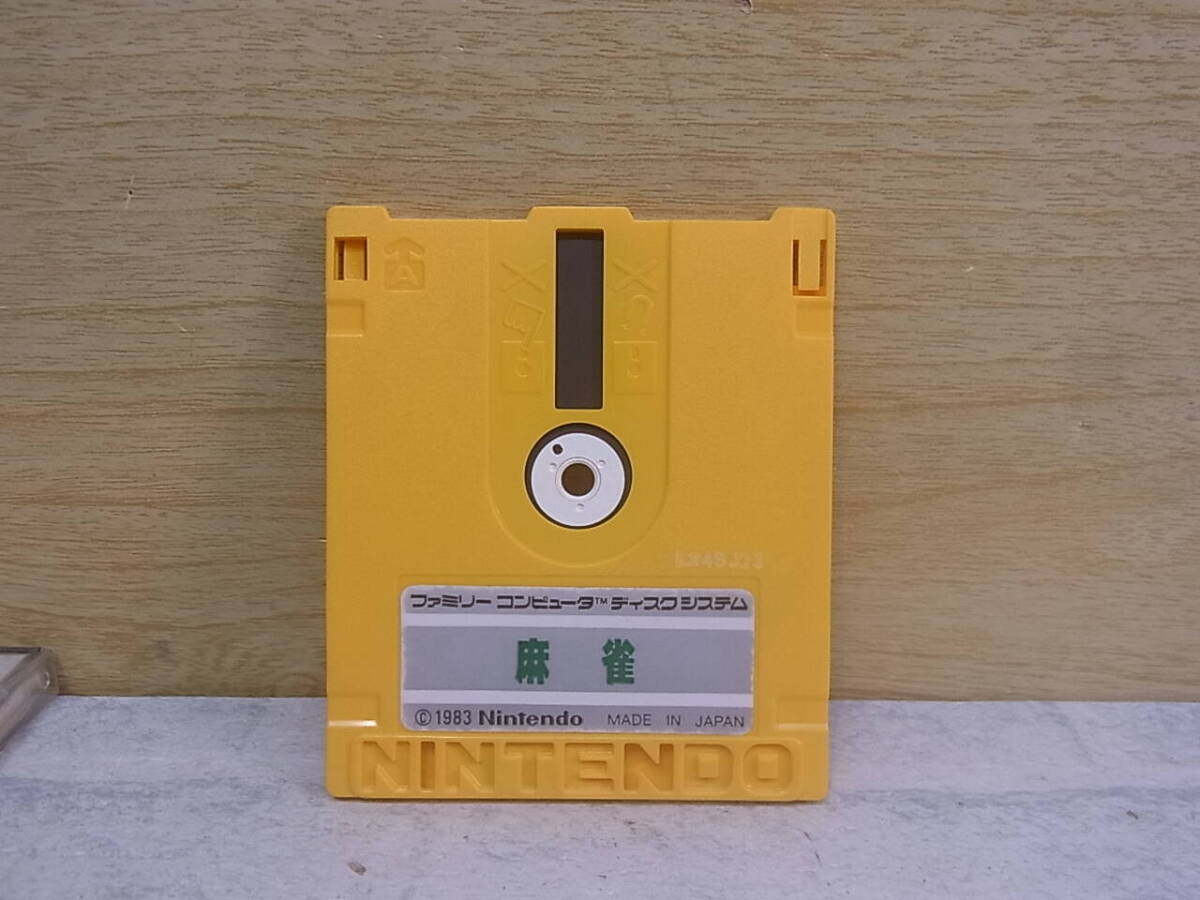 A
ファミリー コンピュータ™ ディスク システム
麻雀
©1983 Nintendo MADE IN JAPAN
NINTENDO